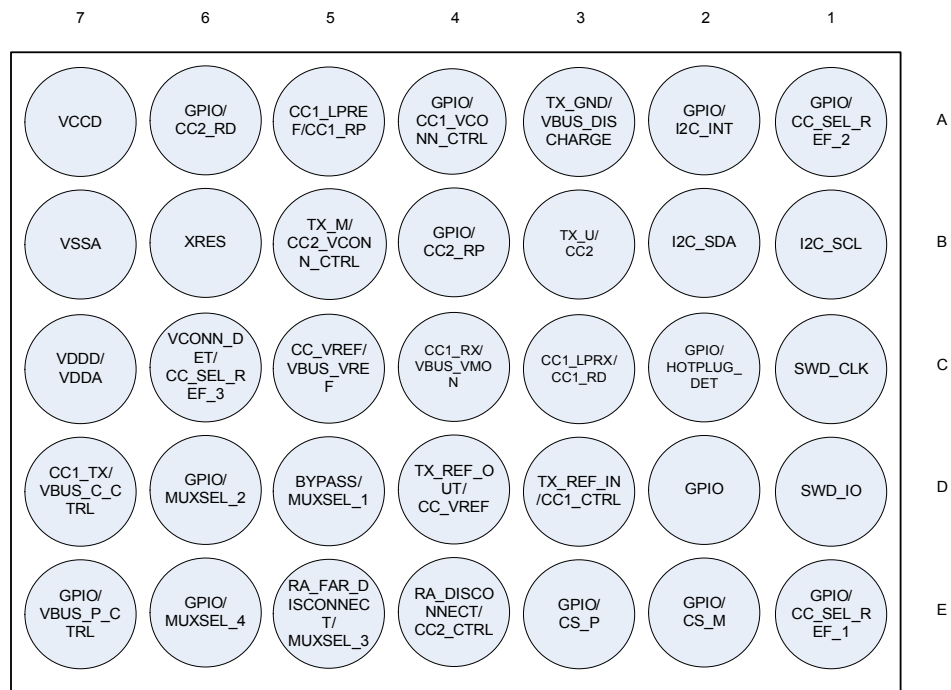 7 6 5 4 3 2 1
VCCD
GPIO/
CC2_RD
CC1_LPRE
F/CC1_RP
GPIO/
CC1_VCO
NN_CTRL
TX_GND/
VBUS_DIS
CHARGE
GPIO/
I2C_INT
GPIO/
CC_SEL_R
EF_2
A
VSSA
XRES
TX_M/
CC2_VCON
N_CTRL
GPIO/
CC2_RP
TX_U/
CC2
I2C_SDA
I2C_SCL
B
VDDD/
VDDA
VCONN_D
ET/
CC_SEL_R
EF_3
CC_VREF/
VBUS_VRE
F
CC1_RX/
VBUS_VMO
N
CC1_LPRX/
CC1_RD
GPIO/
HOTPLUG_
DET
SWD_CLK
C
CC1_TX/
VBUS_C_C
TRL
GPIO/
MUXSEL_2
BYPASS/
MUXSEL_1
TX_REF_O
UT/
CC_VREF
TX_REF_IN
/CC1_CTRL
GPIO
SWD_IO
D
GPIO/
VBUS_P_C
TRL
GPIO/
MUXSEL_4
RA_FAR_D
ISCONNEC
T/
MUXSEL_3
RA_DISCO
NNECT/
CC2_CTRL
GPIO/
CS_P
GPIO/
CS_M
GPIO/
CC_SEL_R
EF_1
E